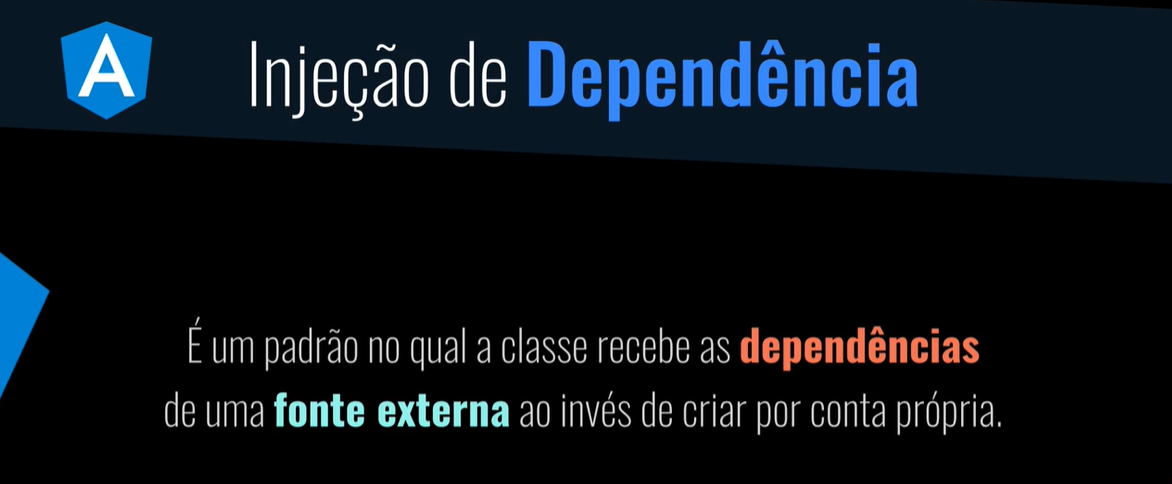 A
Injeção de Dependência
É um padrão no qual a classe recebe as dependências
de uma fonte externa ao invés de criar por conta própria.